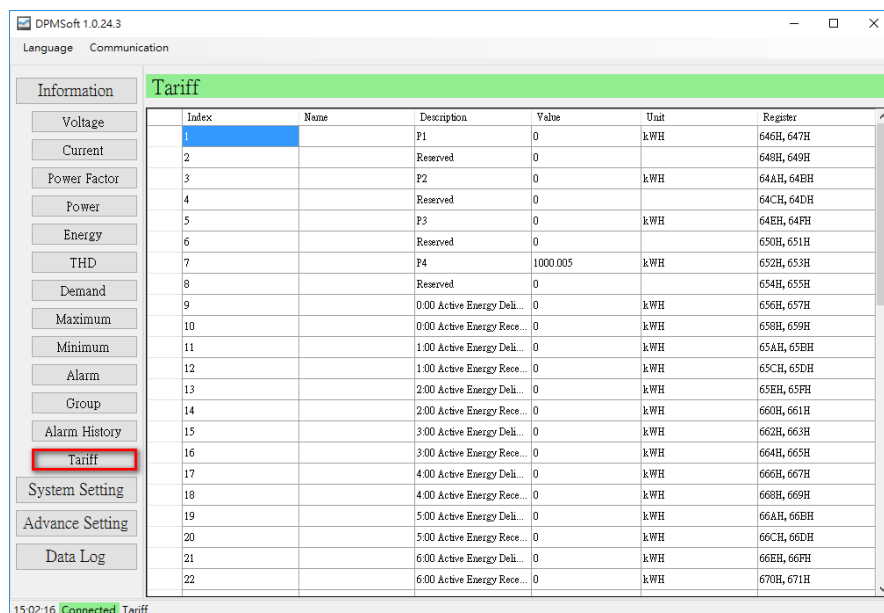 DPMSoft 1.0.24.3
Language Communication
Information
Voltage
Current
Power Factor
Power
Energy
THD
Demand
Maximum
Minimum
Alarm
Group
Alarm History
Tariff
System Setting
Advance Setting
Data Log
Tariff
Index Name Description Value Unit Register
1 P1 0 kWH 646H, 647H
2 Reserved 0 648H, 649H
3 P2 0 kWH 64AH, 64BH
4 Reserved 0 64CH, 64DH
5 P3 0 kWH 64EH, 64FH
6 Reserved 0 650H, 651H
7 P4 1000.005 kWH 652H, 653H
8 Reserved 0 654H, 655H
9 0:00 Active Energy Deli... 0 kWH 656H, 657H
10 0:00 Active Energy Rece... 0 kWH 658H, 659H
11 1:00 Active Energy Deli... 0 kWH 65AH, 65BH
12 1:00 Active Energy Rece... 0 kWH 65CH, 65DH
13 2:00 Active Energy Deli... 0 kWH 65EH, 65FH
14 2:00 Active Energy Rece... 0 kWH 660H, 661H
15 3:00 Active Energy Deli... 0 kWH 662H, 663H
16 3:00 Active Energy Rece... 0 kWH 664H, 665H
17 4:00 Active Energy Deli... 0 kWH 666H, 667H
18 4:00 Active Energy Rece... 0 kWH 668H, 669H
19 5:00 Active Energy Deli... 0 kWH 66AH, 66BH
20 5:00 Active Energy Rece... 0 kWH 66CH, 66DH
21 6:00 Active Energy Deli... 0 kWH 66EH, 66FH
22 6:00 Active Energy Rece... 0 kWH 670H, 671H
15:02:16 Connected Tariff